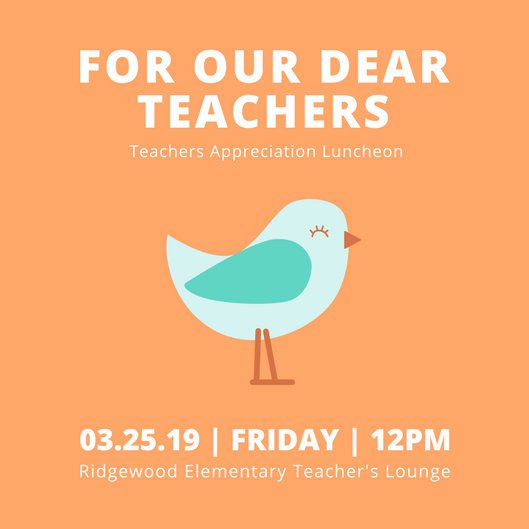 FOR OUR DEAR
TEACHERS
Teachers Appreciation Luncheon
03.25.19 | FRIDAY | 12PM
Ridgewood Elementary Teacher's Lounge